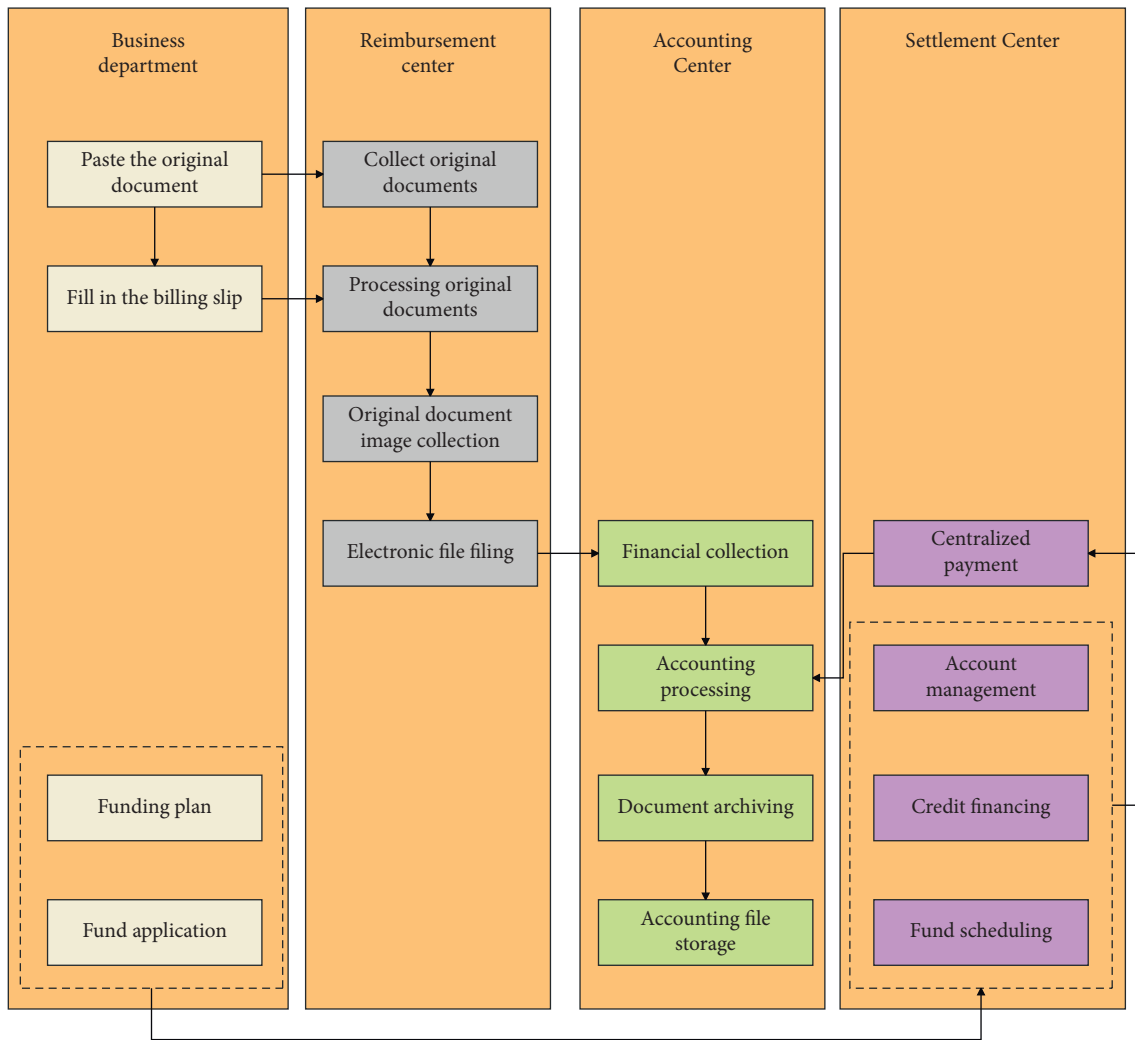 Business
department
Reimbursement
center
Accounting
Center
Settlement Center
Paste the original
document
Collect original
documents
Fill in the billing slip
Processing original
documents
Original document
image collection
Electronic file filing
Financial collection
Centralized
payment
Accounting
processing
Account
management
Funding plan
Document archiving
Credit financing
Fund application
Accounting file
storage
Fund scheduling